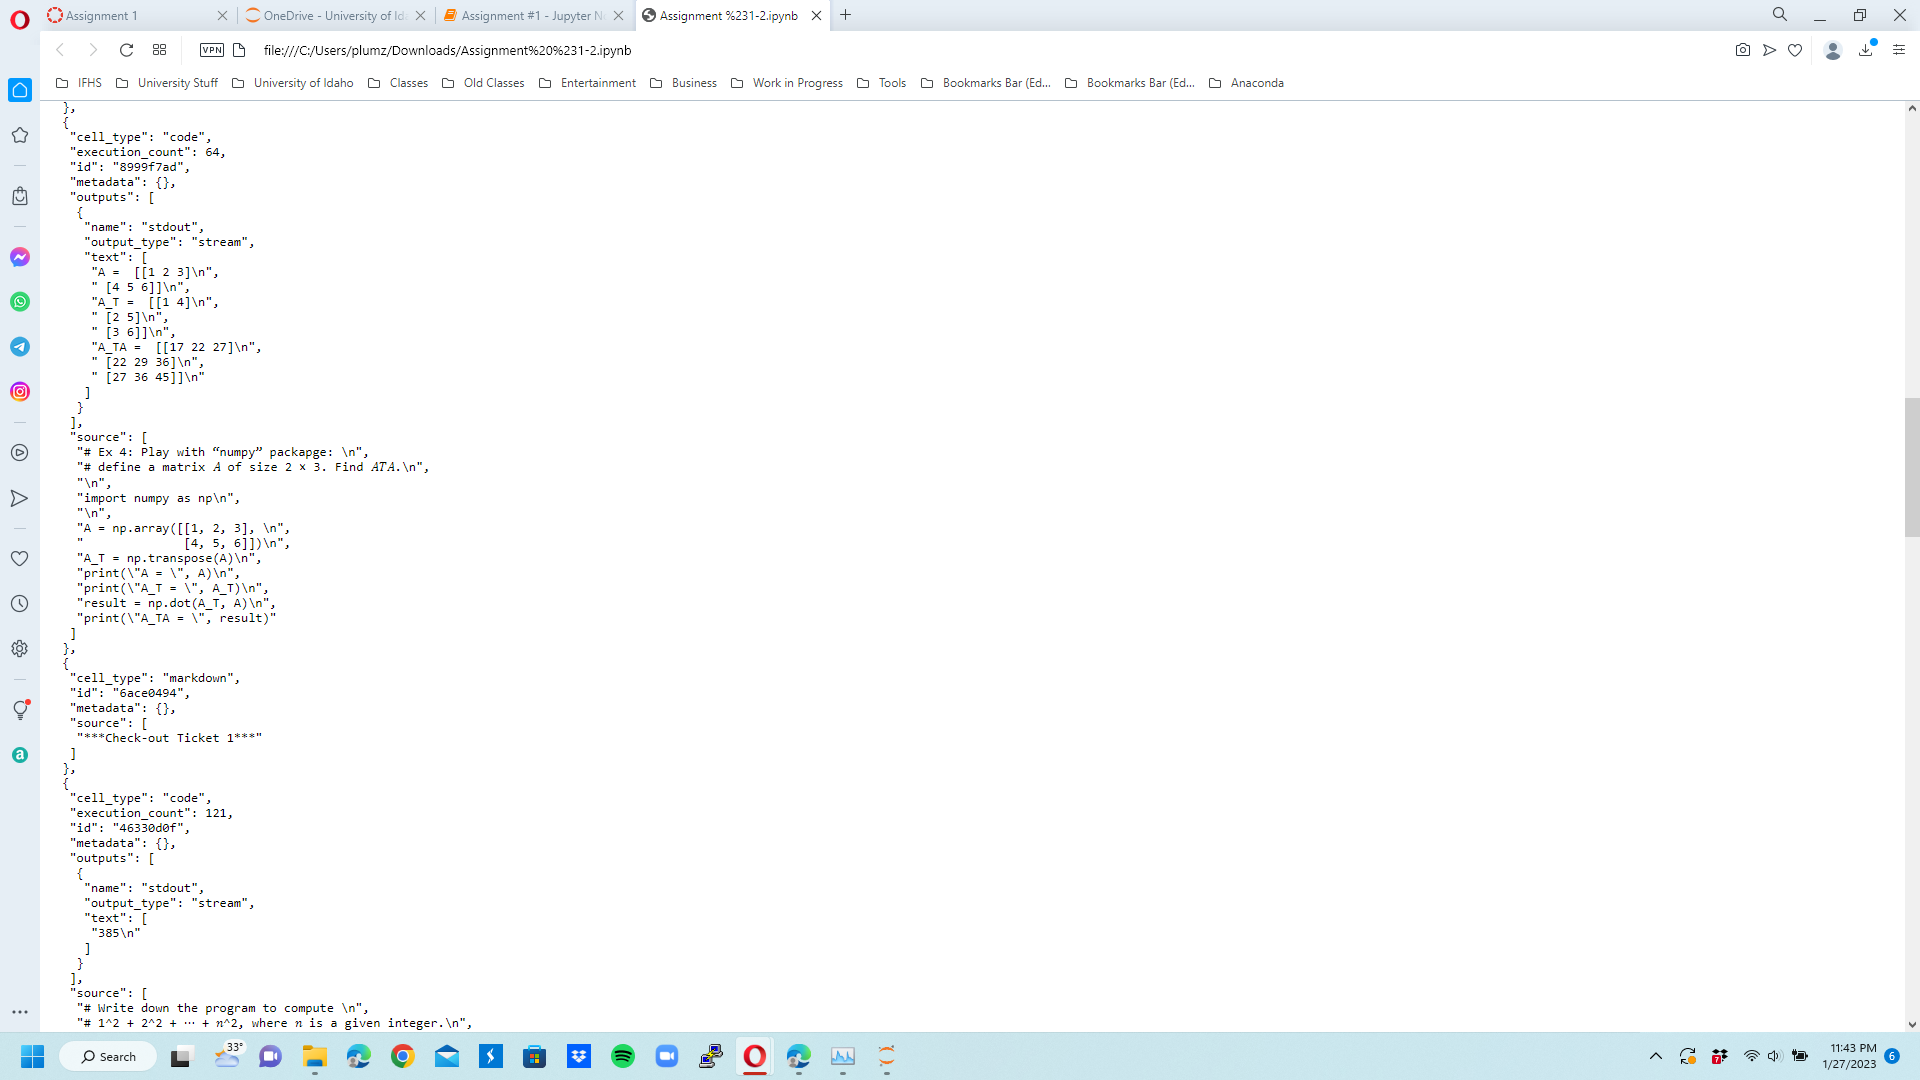 Assignment 1
OneDrive - University of Ida
Assignment #1 - Jupyter N
Assignment %231-2.ipynb
VPN
file:///C:/Users/plumz/Downloads/Assignment%20%231-2.ipynb
IFHS
University Stuff
University of Idaho
Classes
Old Classes
Entertainment
Business
Work in Progress
Tools
Bookmarks Bar (Ed...
Bookmarks Bar (Ed...
Anaconda
},
{
"cell_type": "code",
"execution_count": 64,
"id": "8999f7ad",
"metadata": {},
"outputs": [
{
"name": "stdout",
"output_type": "stream",
"text": [
"A =  [[1 2 3]\n",
" [4 5 6]]\n",
"A_T =  [[1 4]\n",
" [2 5]\n",
" [3 6]]\n",
"A_TA =  [[17 22 27]\n",
" [22 29 36]\n",
" [27 36 45]]\n"
]
}
],
"source": [
"# Ex 4: Play with “numpy” packapge: \n",
"# define a matrix 𝐴 of size 2 × 3. Find 𝐴𝑇𝐴.\n",
"\n",
"import numpy as np\n",
"\n",
"A = np.array([[1, 2, 3], \n",
"              [4, 5, 6]])\n",
"A_T = np.transpose(A)\n",
"print(\"A = \", A)\n",
"print(\"A_T = \", A_T)\n",
"result = np.dot(A_T, A)\n",
"print(\"A_TA = \", result)"
]
},
{
"cell_type": "markdown",
"id": "6ace0494",
"metadata": {},
"source": [
"***Check-out Ticket 1***"
]
},
{
"cell_type": "code",
"execution_count": 121,
"id": "46330d0f",
"metadata": {},
"outputs": [
{
"name": "stdout",
"output_type": "stream",
"text": [
"385\n"
]
}
],
"source": [
"# Write down the program to compute \n",
"# 1^2 + 2^2 + ⋯ + 𝑛^2, where 𝑛 is a given integer.\n",
33°
Search
7
11:43 PM
1/27/2023
6